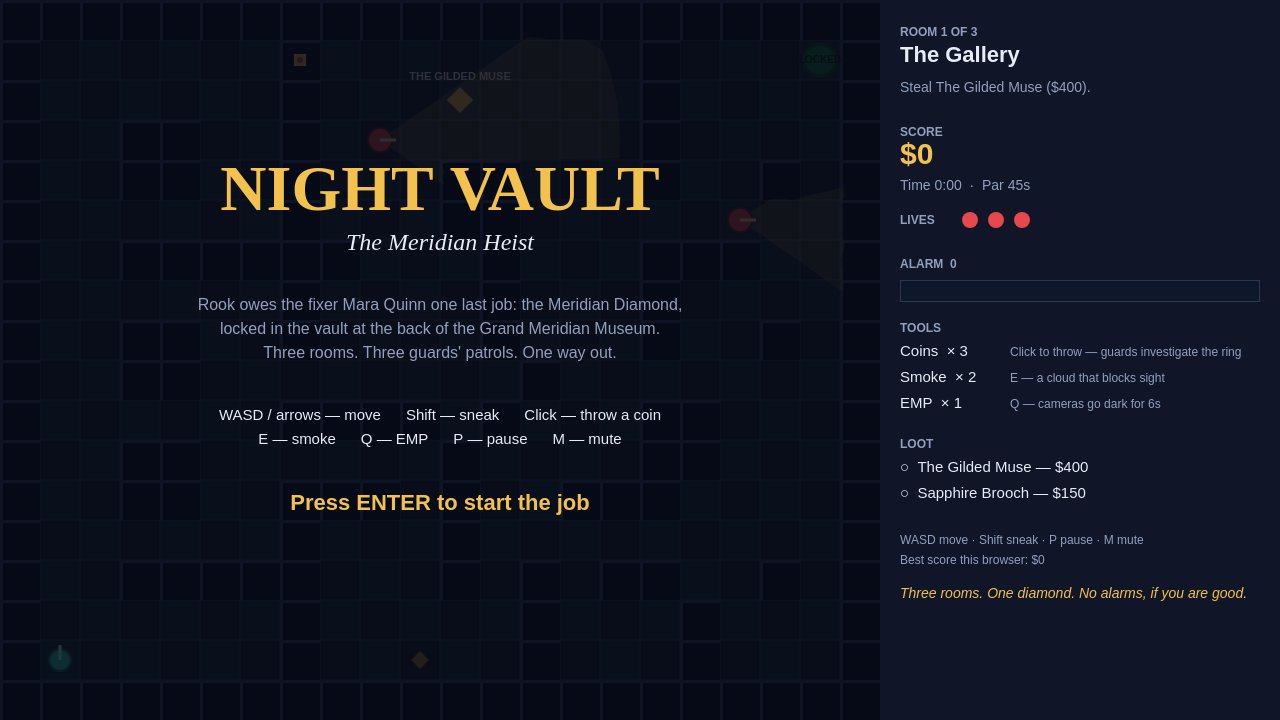 THE GILDED MUSE
LOCKED
NIGHT VAULT
The Meridian Heist
Rook owes the fixer Mara Quinn one last job: the Meridian Diamond,
locked in the vault at the back of the Grand Meridian Museum.
Three rooms. Three guards' patrols. One way out.
WASD / arrows — move Shift — sneak Click — throw a coin
E — smoke Q — EMP P — pause M — mute
Press ENTER to start the job
ROOM 1 OF 3
The Gallery
Steal The Gilded Muse ($400).
SCORE
$0
Time 0:00 · Par 45s
LIVES
ALARM 0
TOOLS
Coins × 3 Click to throw — guards investigate the ring
Smoke × 2 E — a cloud that blocks sight
EMP × 1 Q — cameras go dark for 6s
LOOT
○ The Gilded Muse — $400
○ Sapphire Brooch — $150
WASD move · Shift sneak · P pause · M mute
Best score this browser: $0
Three rooms. One diamond. No alarms, if you are good.